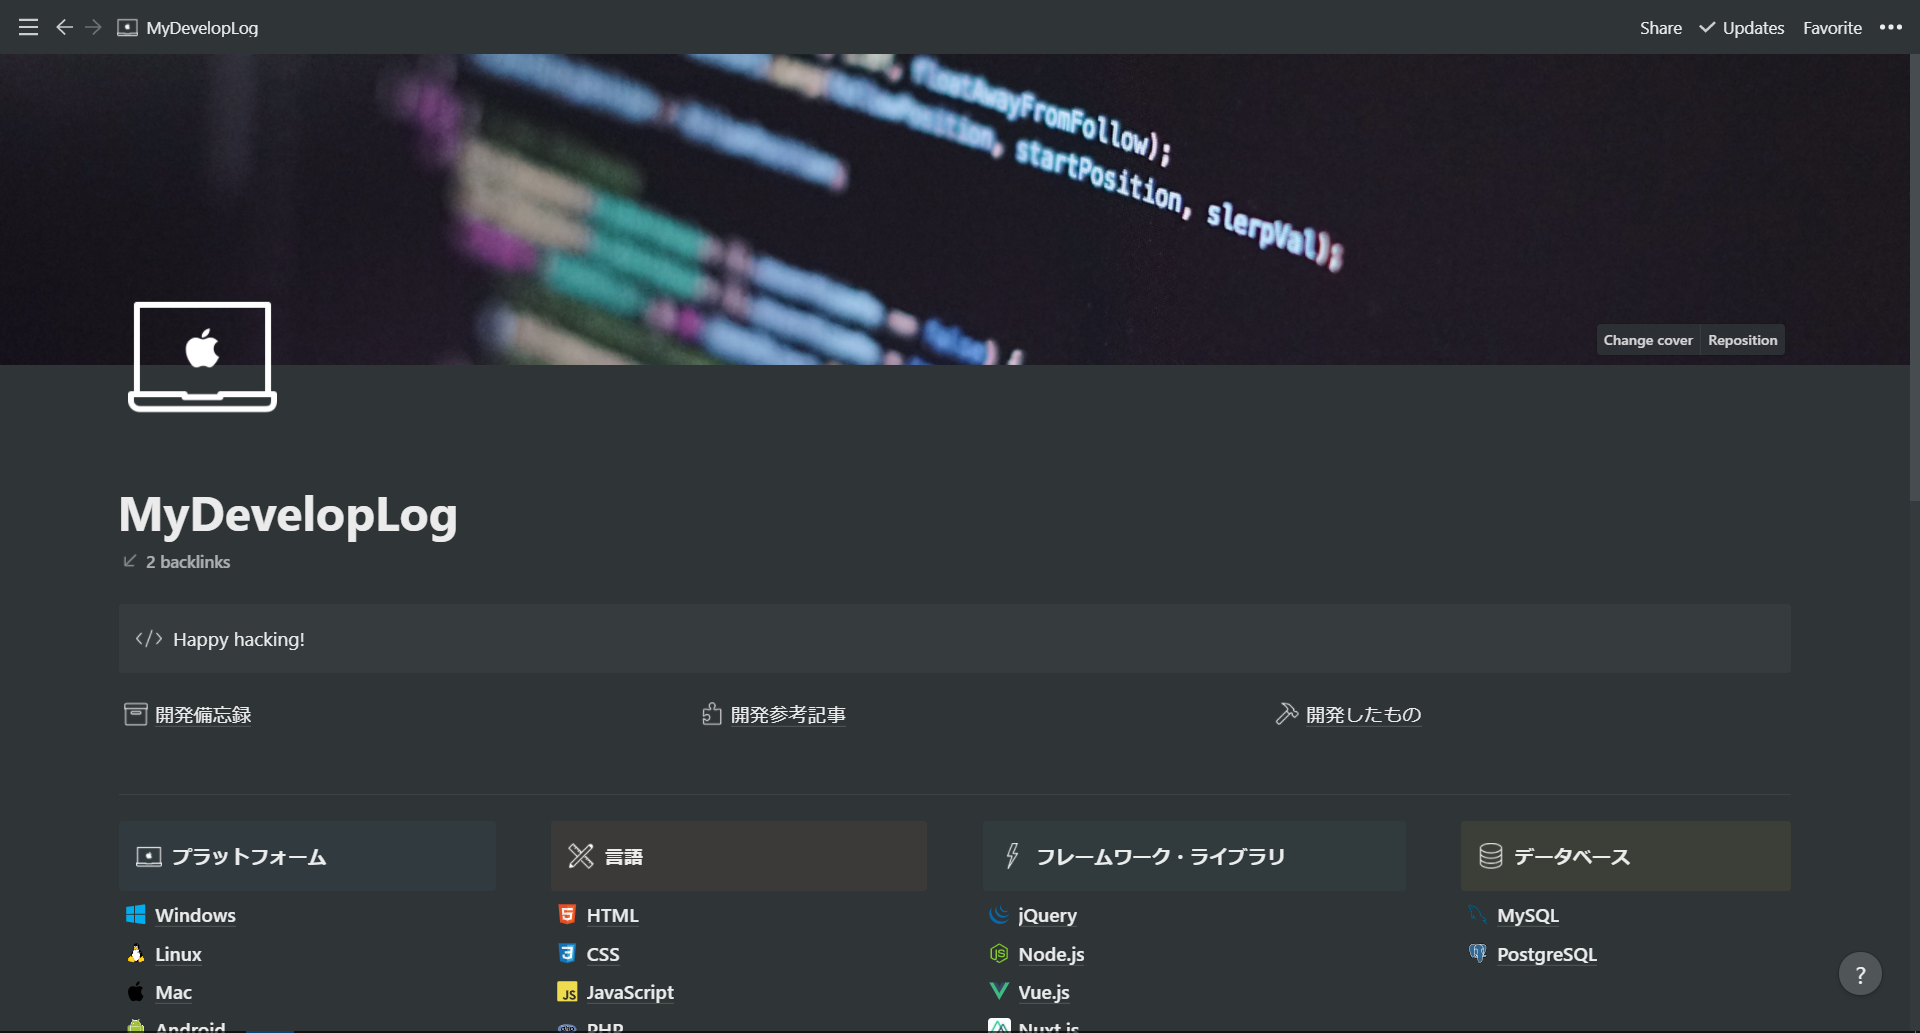 MyDevelopLog
Share
Updates
Favorite
floatAwayFromFollow);
startPosition, slerpVal);
Change cover
Reposition
MyDevelopLog
2 backlinks
</> Happy hacking!
開発備忘録
開発参考記事
開発したもの
プラットフォーム
言語
フレームワーク・ライブラリ
データベース
Windows
HTML
jQuery
MySQL
Linux
CSS
Node.js
PostgreSQL
Mac
JavaScript
Vue.js
Android
PHP
Nuxt.js
?